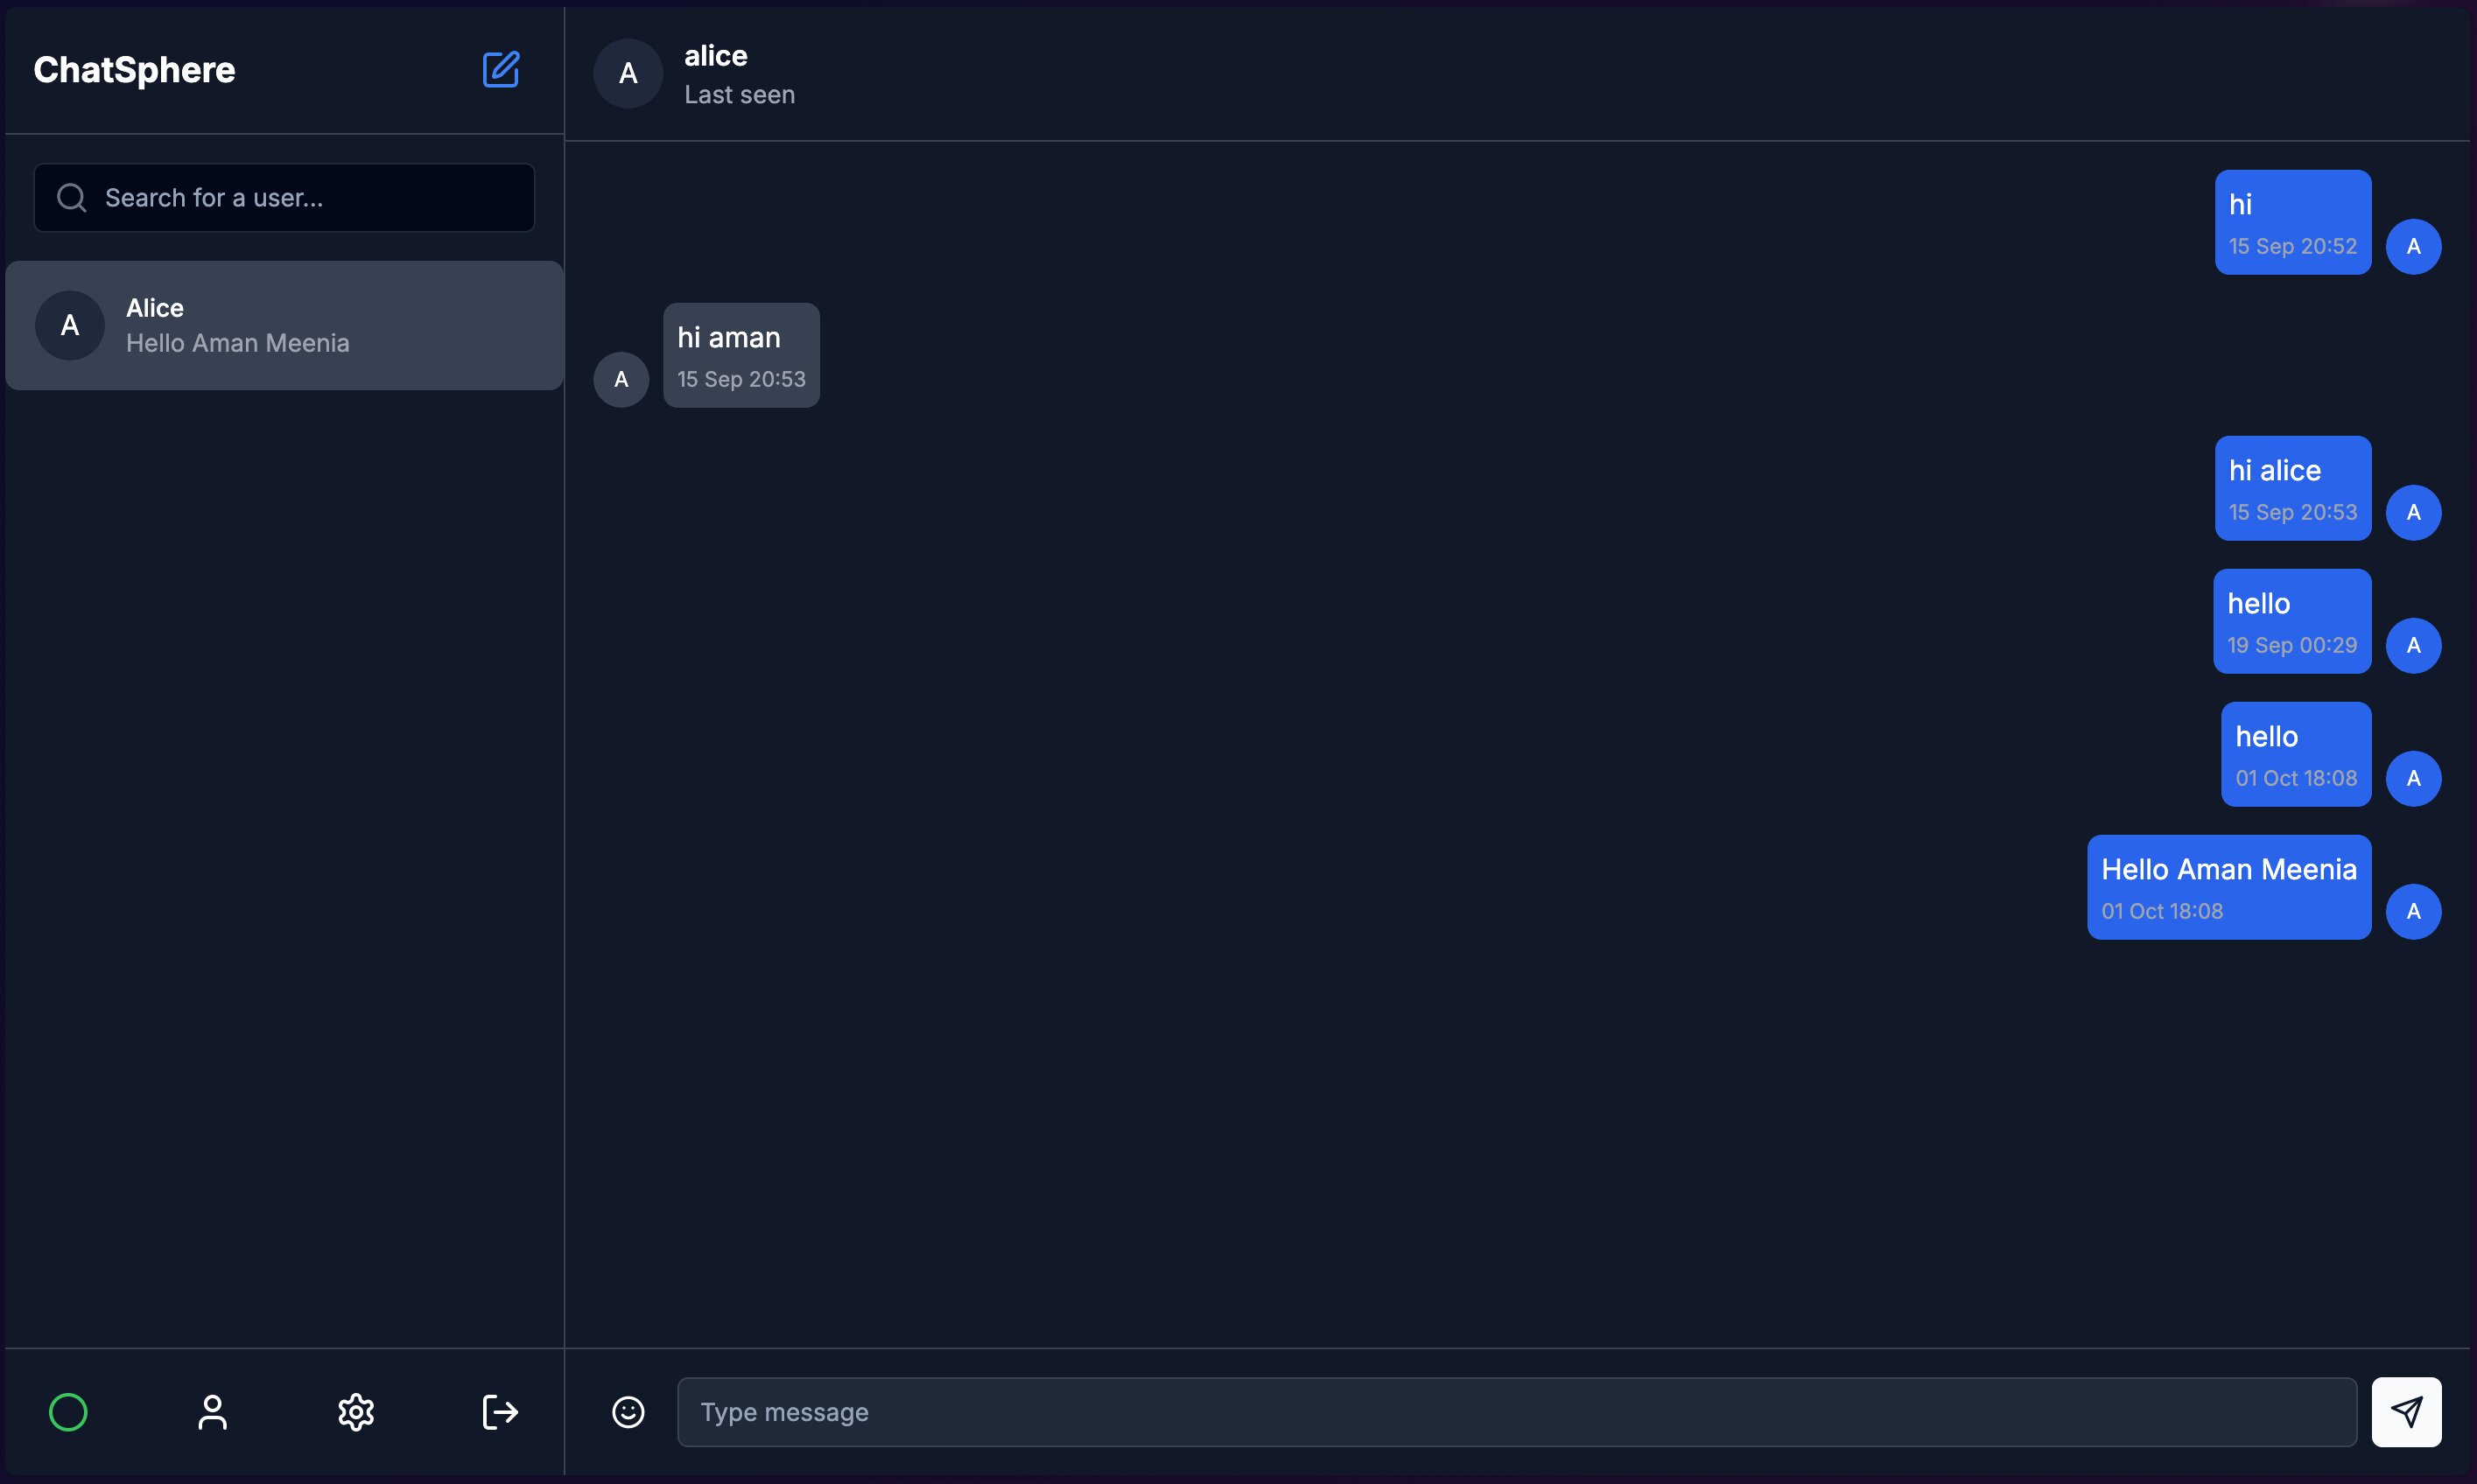 ChatSphere
Search for a user...
A
Alice
Hello Aman Meenia
A
alice
Last seen
hi
15 Sep 20:52
A
hi aman
15 Sep 20:53
A
hi alice
15 Sep 20:53
A
hello
19 Sep 00:29
A
hello
01 Oct 18:08
A
Hello Aman Meenia
01 Oct 18:08
A
Type message